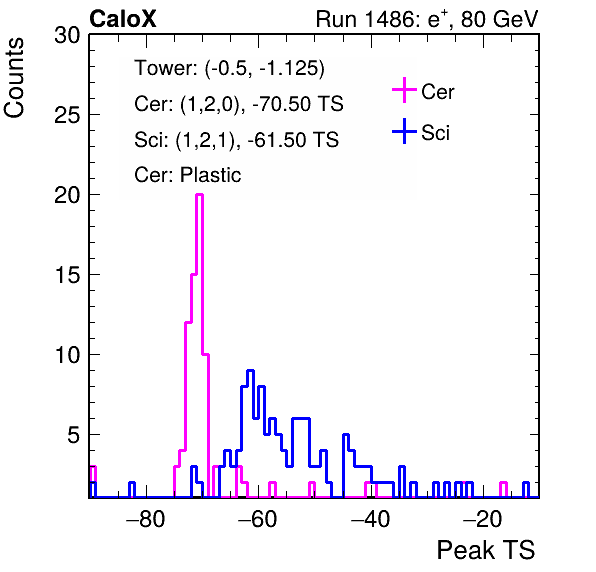 CaloX Run 1486: e⁺, 80 GeV
Counts
30
25
20
15
10
5
Tower: (-0.5, -1.125)
Cer: (1,2,0), -70.50 TS
Sci: (1,2,1), -61.50 TS
Cer: Plastic
Cer
Sci
−80 −60 −40 −20
Peak TS